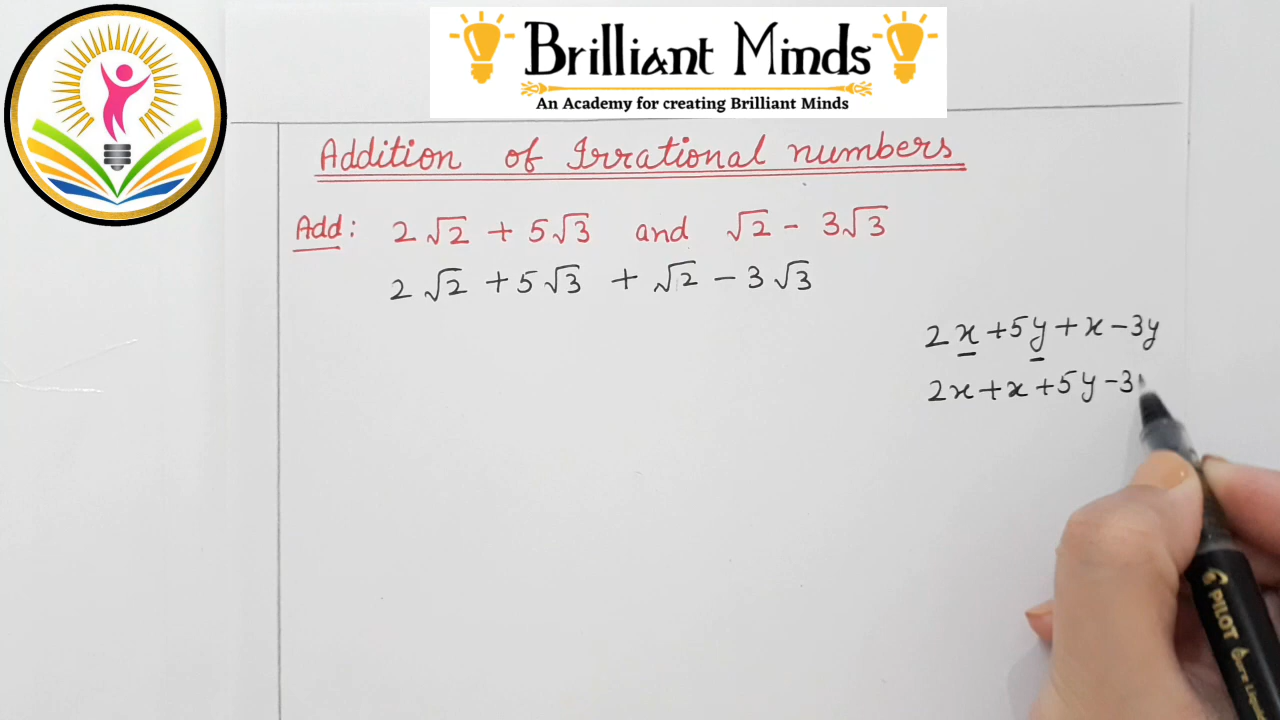 Brilliant Minds
An Academy for creating Brilliant Minds
Addition of Irrational numbers
Add: 2√2 + 5√3 and √2 - 3√3
2√2 + 5√3 + √2 - 3√3
2x + 5y + x - 3y
2x + x + 5y - 3
PILOT